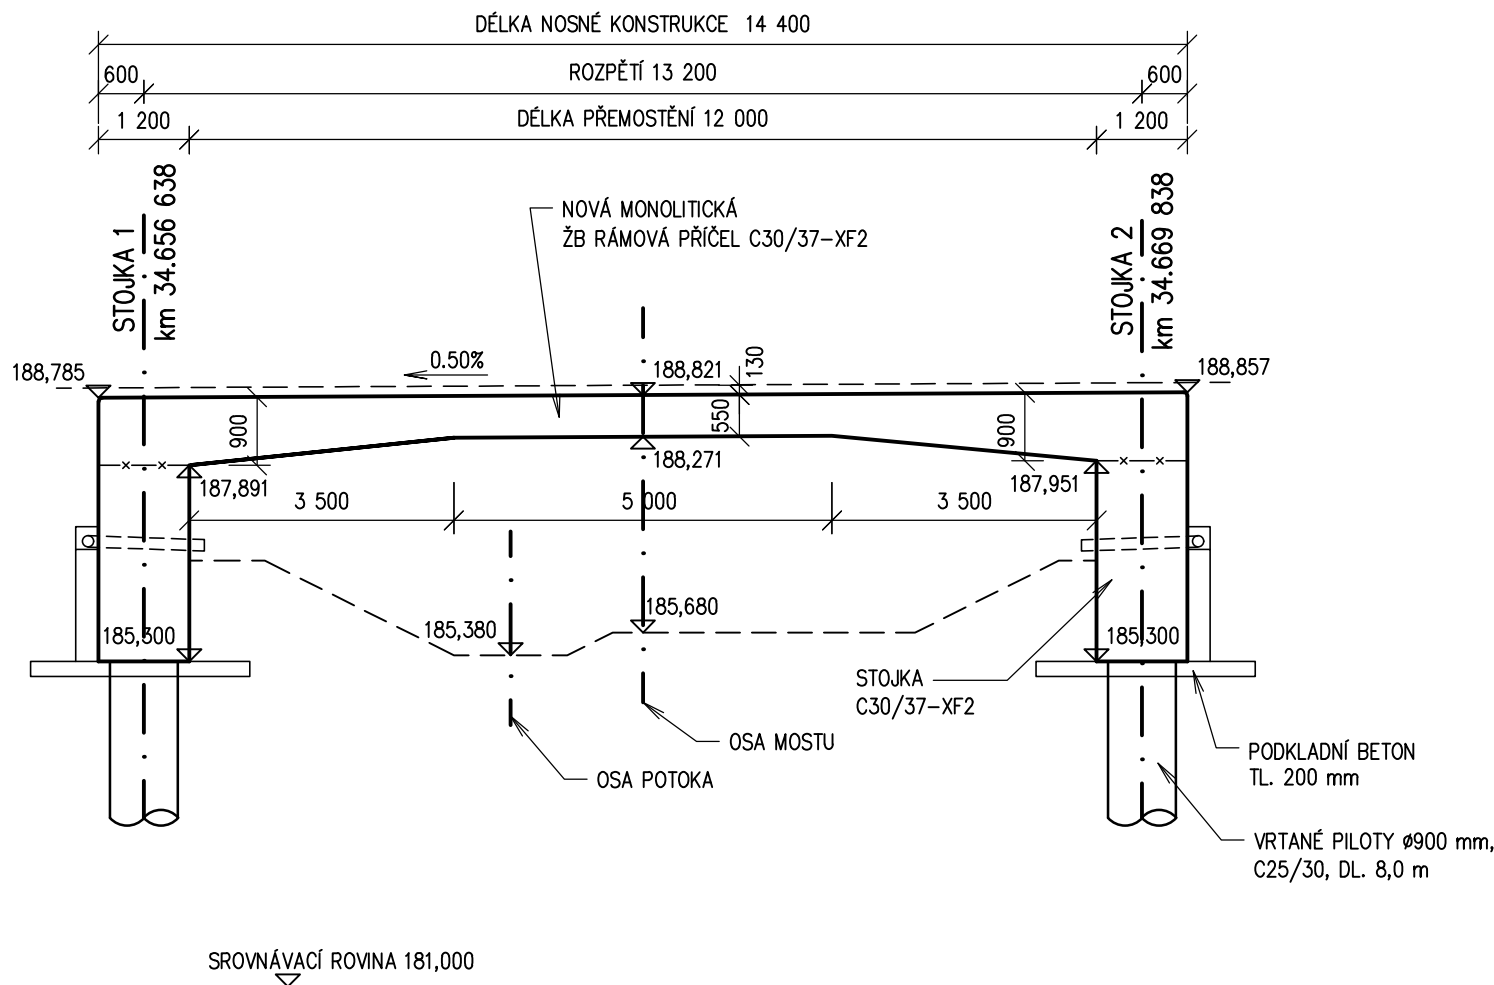 DÉLKA NOSNÉ KONSTRUKCE 14 400
600
ROZPĚTÍ 13 200
600
1 200
DÉLKA PŘEMOSTĚNÍ 12 000
1 200
STOJKA 1
km 34.656 638
STOJKA 2
km 34.669 838
NOVÁ MONOLITICKÁ
ŽB RÁMOVÁ PŘÍČEL C30/37-XF2
188,785
0.50%
188,821
130
188,857
900
550
900
188,271
187,891
187,951
3 500
5 000
3 500
185,300
185,380
185,680
185,300
STOJKA
C30/37-XF2
OSA MOSTU
OSA POTOKA
PODKLADNÍ BETON
TL. 200 mm
VRTANÉ PILOTY ø900 mm,
C25/30, DL. 8,0 m
SROVNÁVACÍ ROVINA 181,000